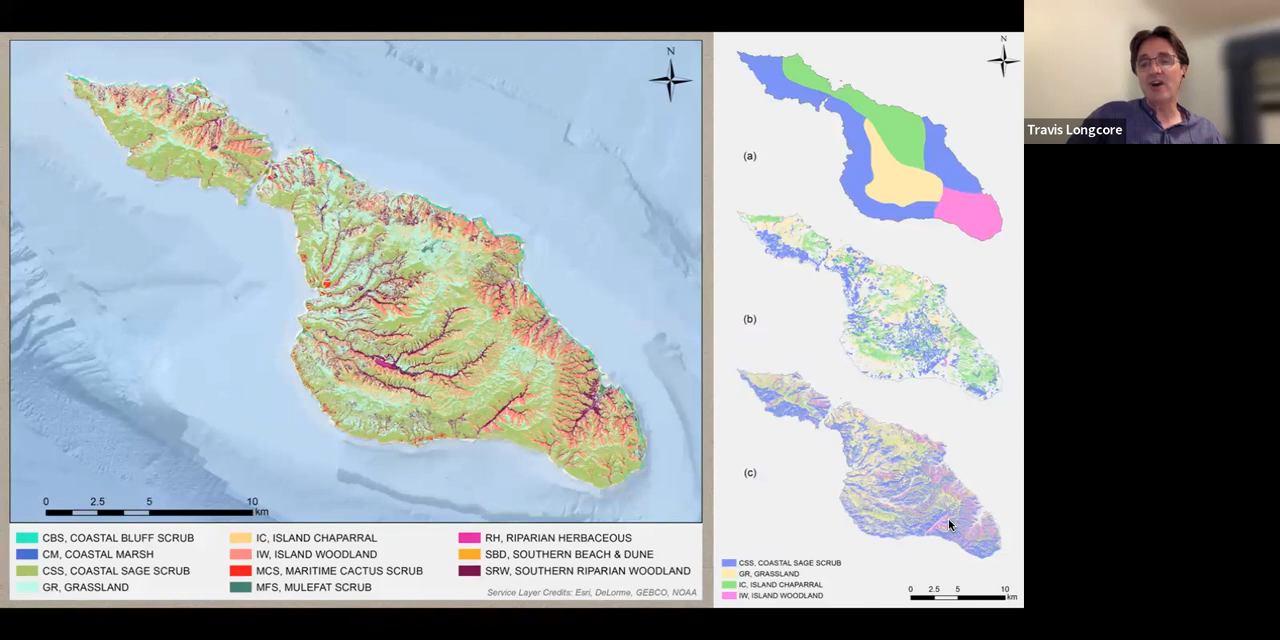 N
0 2.5 5 10
km
CBS, COASTAL BLUFF SCRUB
CM, COASTAL MARSH
CSS, COASTAL SAGE SCRUB
GR, GRASSLAND
IC, ISLAND CHAPARRAL
IW, ISLAND WOODLAND
MCS, MARITIME CACTUS SCRUB
MFS, MULEFAT SCRUB
RH, RIPARIAN HERBACEOUS
SBD, SOUTHERN BEACH & DUNE
SRW, SOUTHERN RIPARIAN WOODLAND
Service Layer Credits: Esri, DeLorme, GEBCO, NOAA
N
(a)
(b)
(c)
CSS, COASTAL SAGE SCRUB
GR, GRASSLAND
IC, ISLAND CHAPARRAL
IW, ISLAND WOODLAND
0 2.5 5 10
km
Travis Longcore